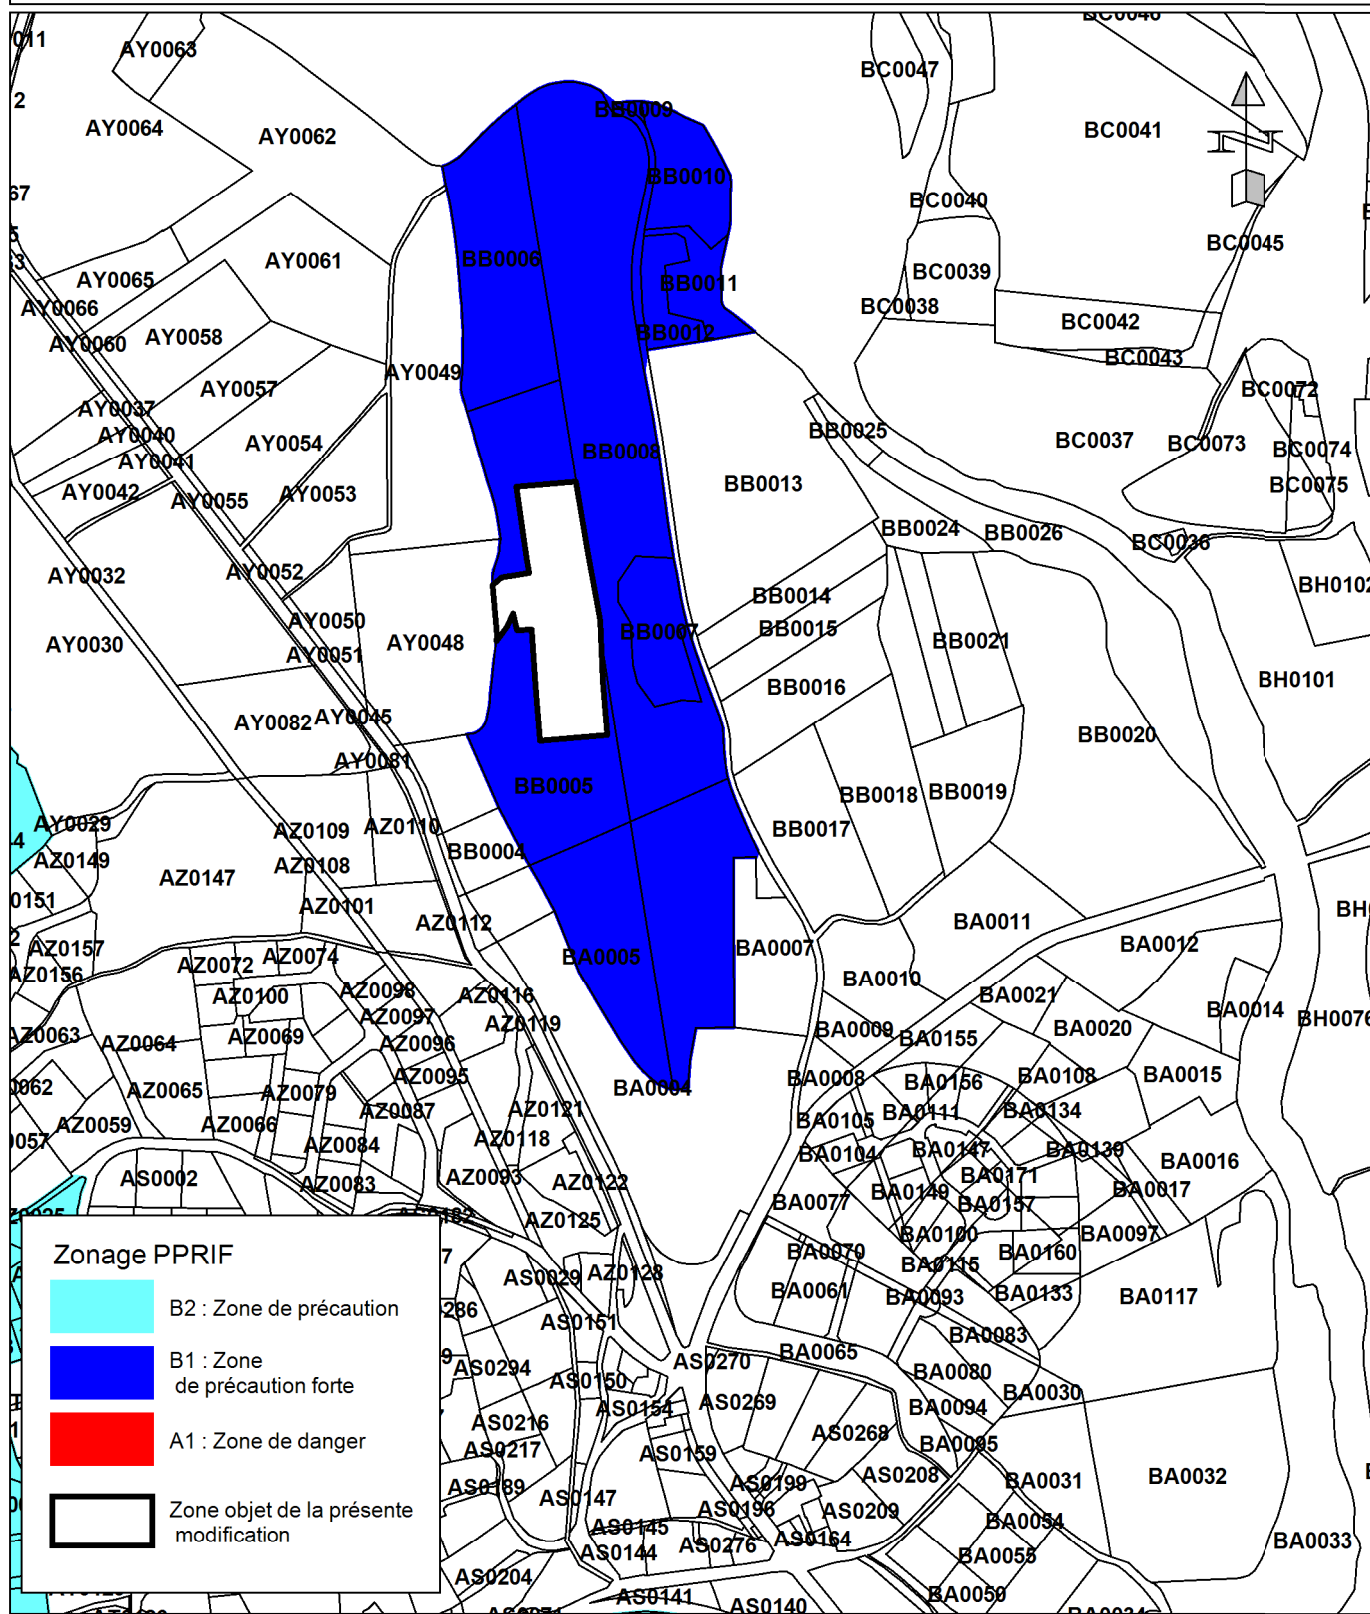 011
AY0063
BC0046
BC0047
2
BB0009
AY0064
AY0062
BC0041
N
67
BB0010
BC0040
5
BC0045
63
AY0061
BB0006
AY0065
BC0039
BB0011
AY0066
BC0038
BC0042
AY0060
AY0058
BB0012
BC0043
AY0049
AY0057
BC0072
AY0037
AY0040
AY0054
BB0025
BC0037
BC0073
BC0074
AY0041
BB0008
AY0042
AY0055
AY0053
BB0013
BC0075
BB0024
BB0026
BC0036
AY0032
AY0052
BH0102
BB0014
AY0050
BB0015
AY0030
AY0051
AY0048
BB0007
BB0021
BB0016
BH0101
AY0082
AY0045
BB0020
AY0081
BB0005
BB0018
BB0019
AY0029
AZ0109
AZ0110
BB0017
AZ0149
AZ0108
BB0004
AZ0147
0151
AZ0101
AZ0112
BA0011
AZ0157
AZ0072
AZ0074
BA0005
BA0007
BA0012
AZ0156
AZ0100
AZ0098
AZ0116
BA0010
BA0021
BA0014
AZ0063
AZ0064
AZ0069
AZ0097
AZ0119
BA0009
BA0155
BA0020
BH0076
AZ0096
0062
AZ0065
AZ0079
AZ0095
BA0004
BA0008
BA0156
BA0108
BA0015
0057
AZ0059
AZ0066
AZ0087
AZ0121
BA0105
BA0111
BA0134
AZ0084
AZ0118
BA0104
BA0147
BA0139
BA0016
AS0002
AZ0083
AZ0093
AZ0122
BA0077
BA0149
BA0171
BA0017
BA0157
AZ0125
BA0100
BA0097
BA0070
BA0160
BA0115
AS0029
AZ0128
BA0061
BA0093
BA0133
BA0117
286
AS0151
BA0083
BA0065
AS0294
AS0270
BA0080
AS0150
BA0030
AS0154
AS0269
BA0094
AS0216
AS0268
BA0095
AS0217
AS0159
AS0208
BA0031
BA0032
AS0189
AS0147
AS0199
AS0196
AS0209
BA0054
AS0145
AS0276
AS0164
BA0033
AS0144
BA0055
AS0204
AS0141
AS0140
BA0050
Zonage PPRIF
B2 : Zone de précaution
B1 : Zone
de précaution forte
A1 : Zone de danger
Zone objet de la présente
modification